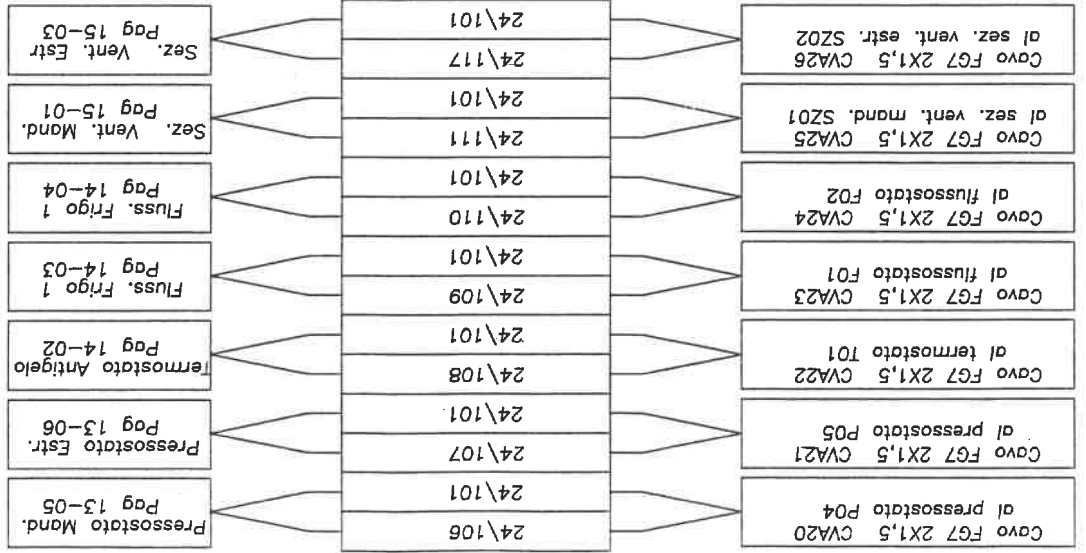 Cavo FG7 2X1,5 CVA20
al pressostato P04
24\106
24\101
Pressostato Mand.
Pag 13-05
Cavo FG7 2X1,5 CVA21
al pressostato P05
24\107
24\101
Pressostato Estr.
Pag 13-06
Cavo FG7 2X1,5 CVA22
al termostato T01
24\108
24\101
Termostato Antigelo
Pag 14-02
Cavo FG7 2X1,5 CVA23
al flussostato F01
24\109
24\101
Fluss. Frigo 1
Pag 14-03
Cavo FG7 2X1,5 CVA24
al flussostato F02
24\110
24\101
Fluss. Frigo 1
Pag 14-04
Cavo FG7 2X1,5 CVA25
al sez. vent. mand. SZ01
24\111
24\101
Sez. Vent. Mand.
Pag 15-01
Cavo FG7 2X1,5 CVA26
al sez. vent. estr. SZ02
24\117
24\101
Sez. Vent. Estr
Pag 15-03